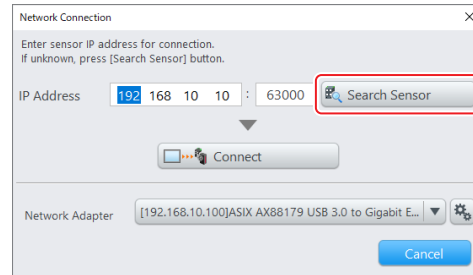 Network Connection
Enter sensor IP address for connection.
If unknown, press [Search Sensor] button.
IP Address 192 168 10 10 : 63000 Search Sensor
Connect
Network Adapter [192.168.10.100]ASIX AX88179 USB 3.0 to Gigabit E...
Cancel